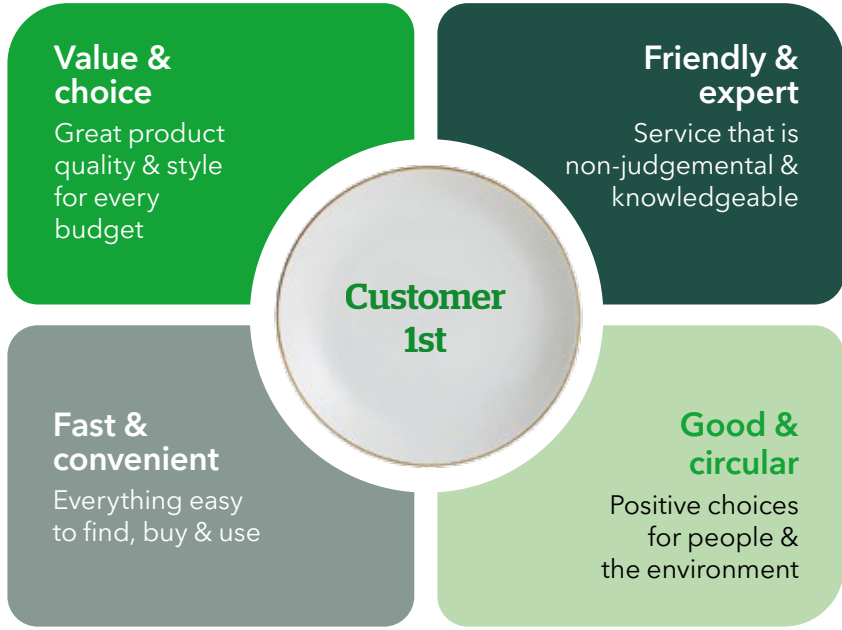 Value &
choice
Great product
quality & style
for every
budget
Friendly &
expert
Service that is
non-judgemental &
knowledgeable
Customer
1st
Fast &
convenient
Everything easy
to find, buy & use
Good &
circular
Positive choices
for people &
the environment